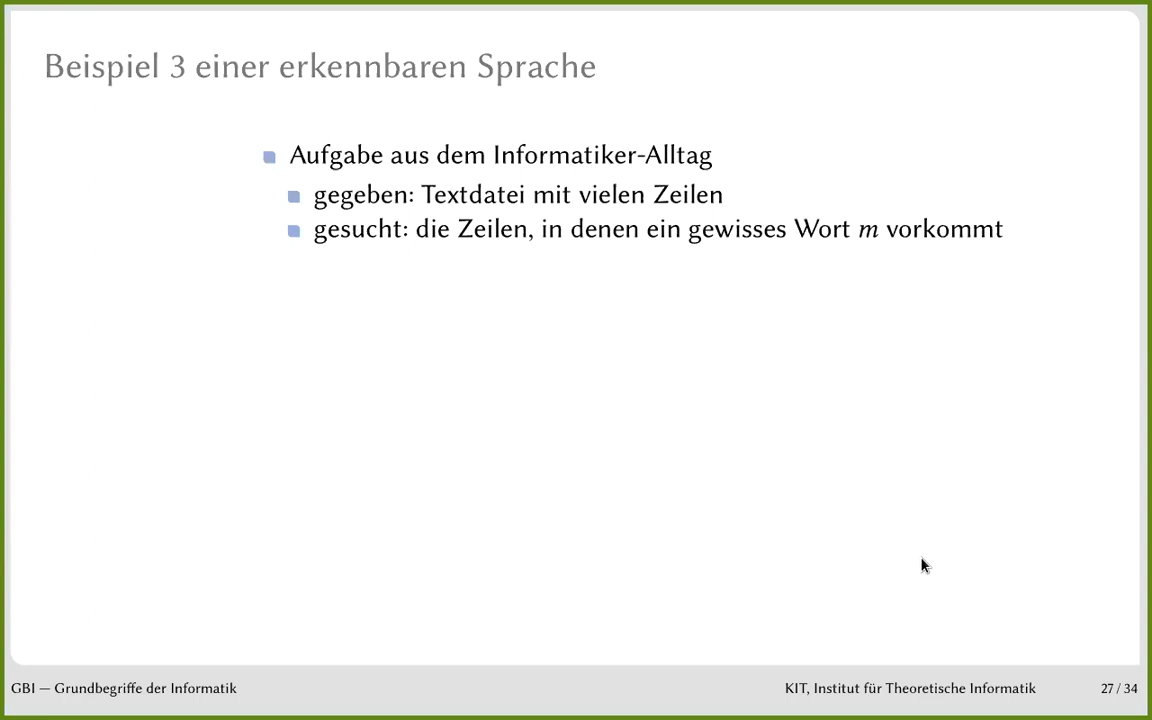 Beispiel 3 einer erkennbaren Sprache
Aufgabe aus dem Informatiker-Alltag
gegeben: Textdatei mit vielen Zeilen
gesucht: die Zeilen, in denen ein gewisses Wort m vorkommt
GBI — Grundbegriffe der Informatik
KIT, Institut für Theoretische Informatik
27 / 34